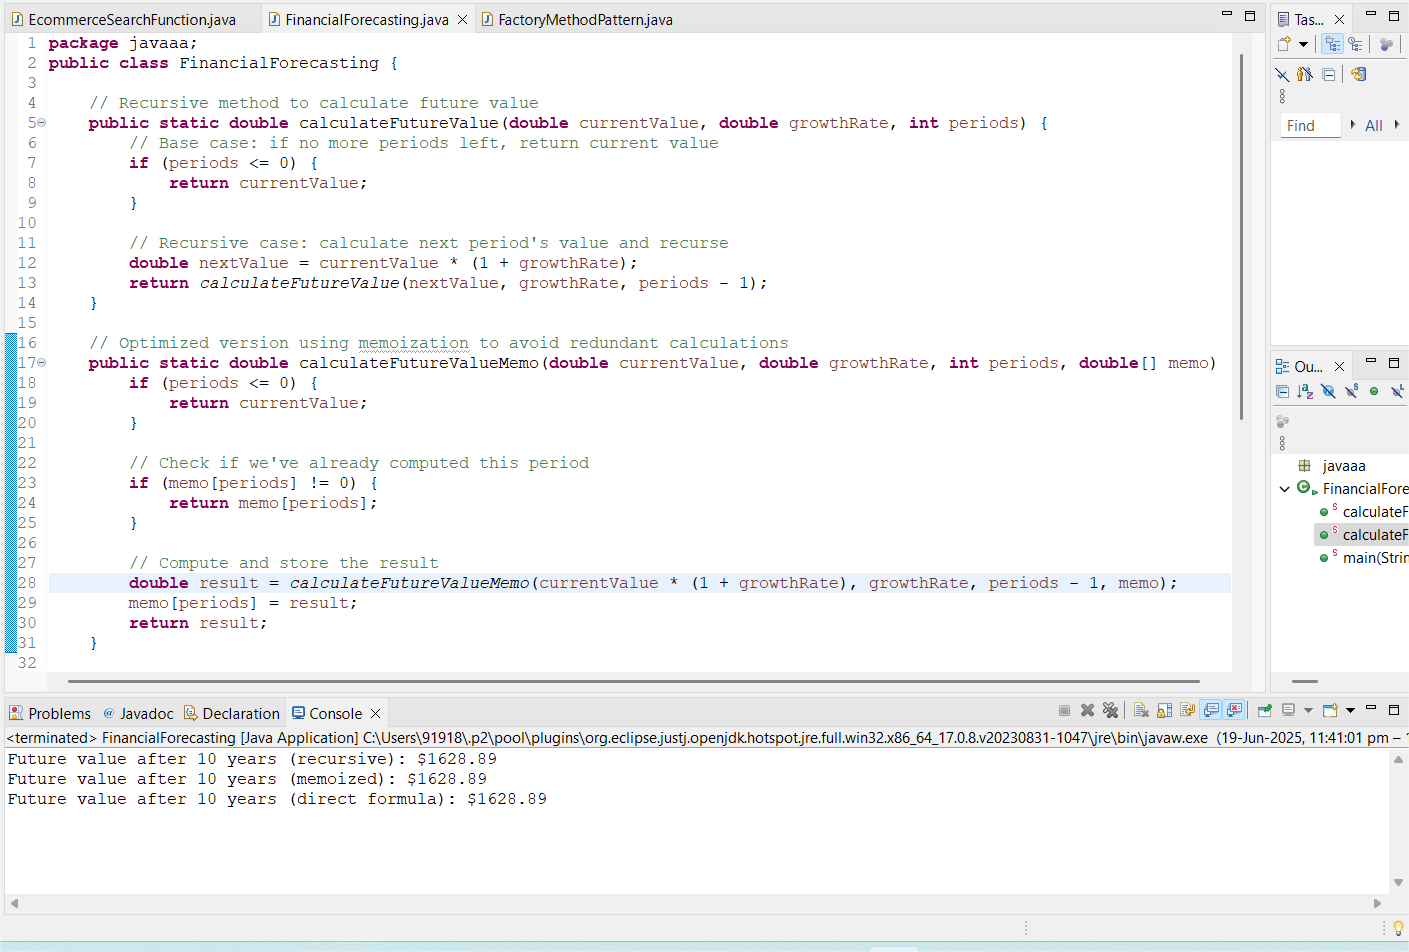 EcommerceSearchFunction.java
FinancialForecasting.java
FactoryMethodPattern.java
1 package javaaa;
2 public class FinancialForecasting {
3
4     // Recursive method to calculate future value
5     public static double calculateFutureValue(double currentValue, double growthRate, int periods) {
6         // Base case: if no more periods left, return current value
7         if (periods <= 0) {
8             return currentValue;
9         }
10
11         // Recursive case: calculate next period's value and recurse
12         double nextValue = currentValue * (1 + growthRate);
13         return calculateFutureValue(nextValue, growthRate, periods - 1);
14     }
15
16     // Optimized version using memoization to avoid redundant calculations
17     public static double calculateFutureValueMemo(double currentValue, double growthRate, int periods, double[] memo)
18         if (periods <= 0) {
19             return currentValue;
20         }
21
22         // Check if we've already computed this period
23         if (memo[periods] != 0) {
24             return memo[periods];
25         }
26
27         // Compute and store the result
28         double result = calculateFutureValueMemo(currentValue * (1 + growthRate), growthRate, periods - 1, memo);
29         memo[periods] = result;
30         return result;
31     }
32
Tas...
Find
All
Ou...
javaaa
FinancialFore
calculateF
calculateF
main(Strin
Problems
Javadoc
Declaration
Console
<terminated> FinancialForecasting [Java Application] C:\Users\91918\.p2\pool\plugins\org.eclipse.justj.openjdk.hotspot.jre.full.win32.x86_64_17.0.8.v20230831-1047\jre\bin\javaw.exe (19-Jun-2025, 11:41:01 pm –
Future value after 10 years (recursive): $1628.89
Future value after 10 years (memoized): $1628.89
Future value after 10 years (direct formula): $1628.89